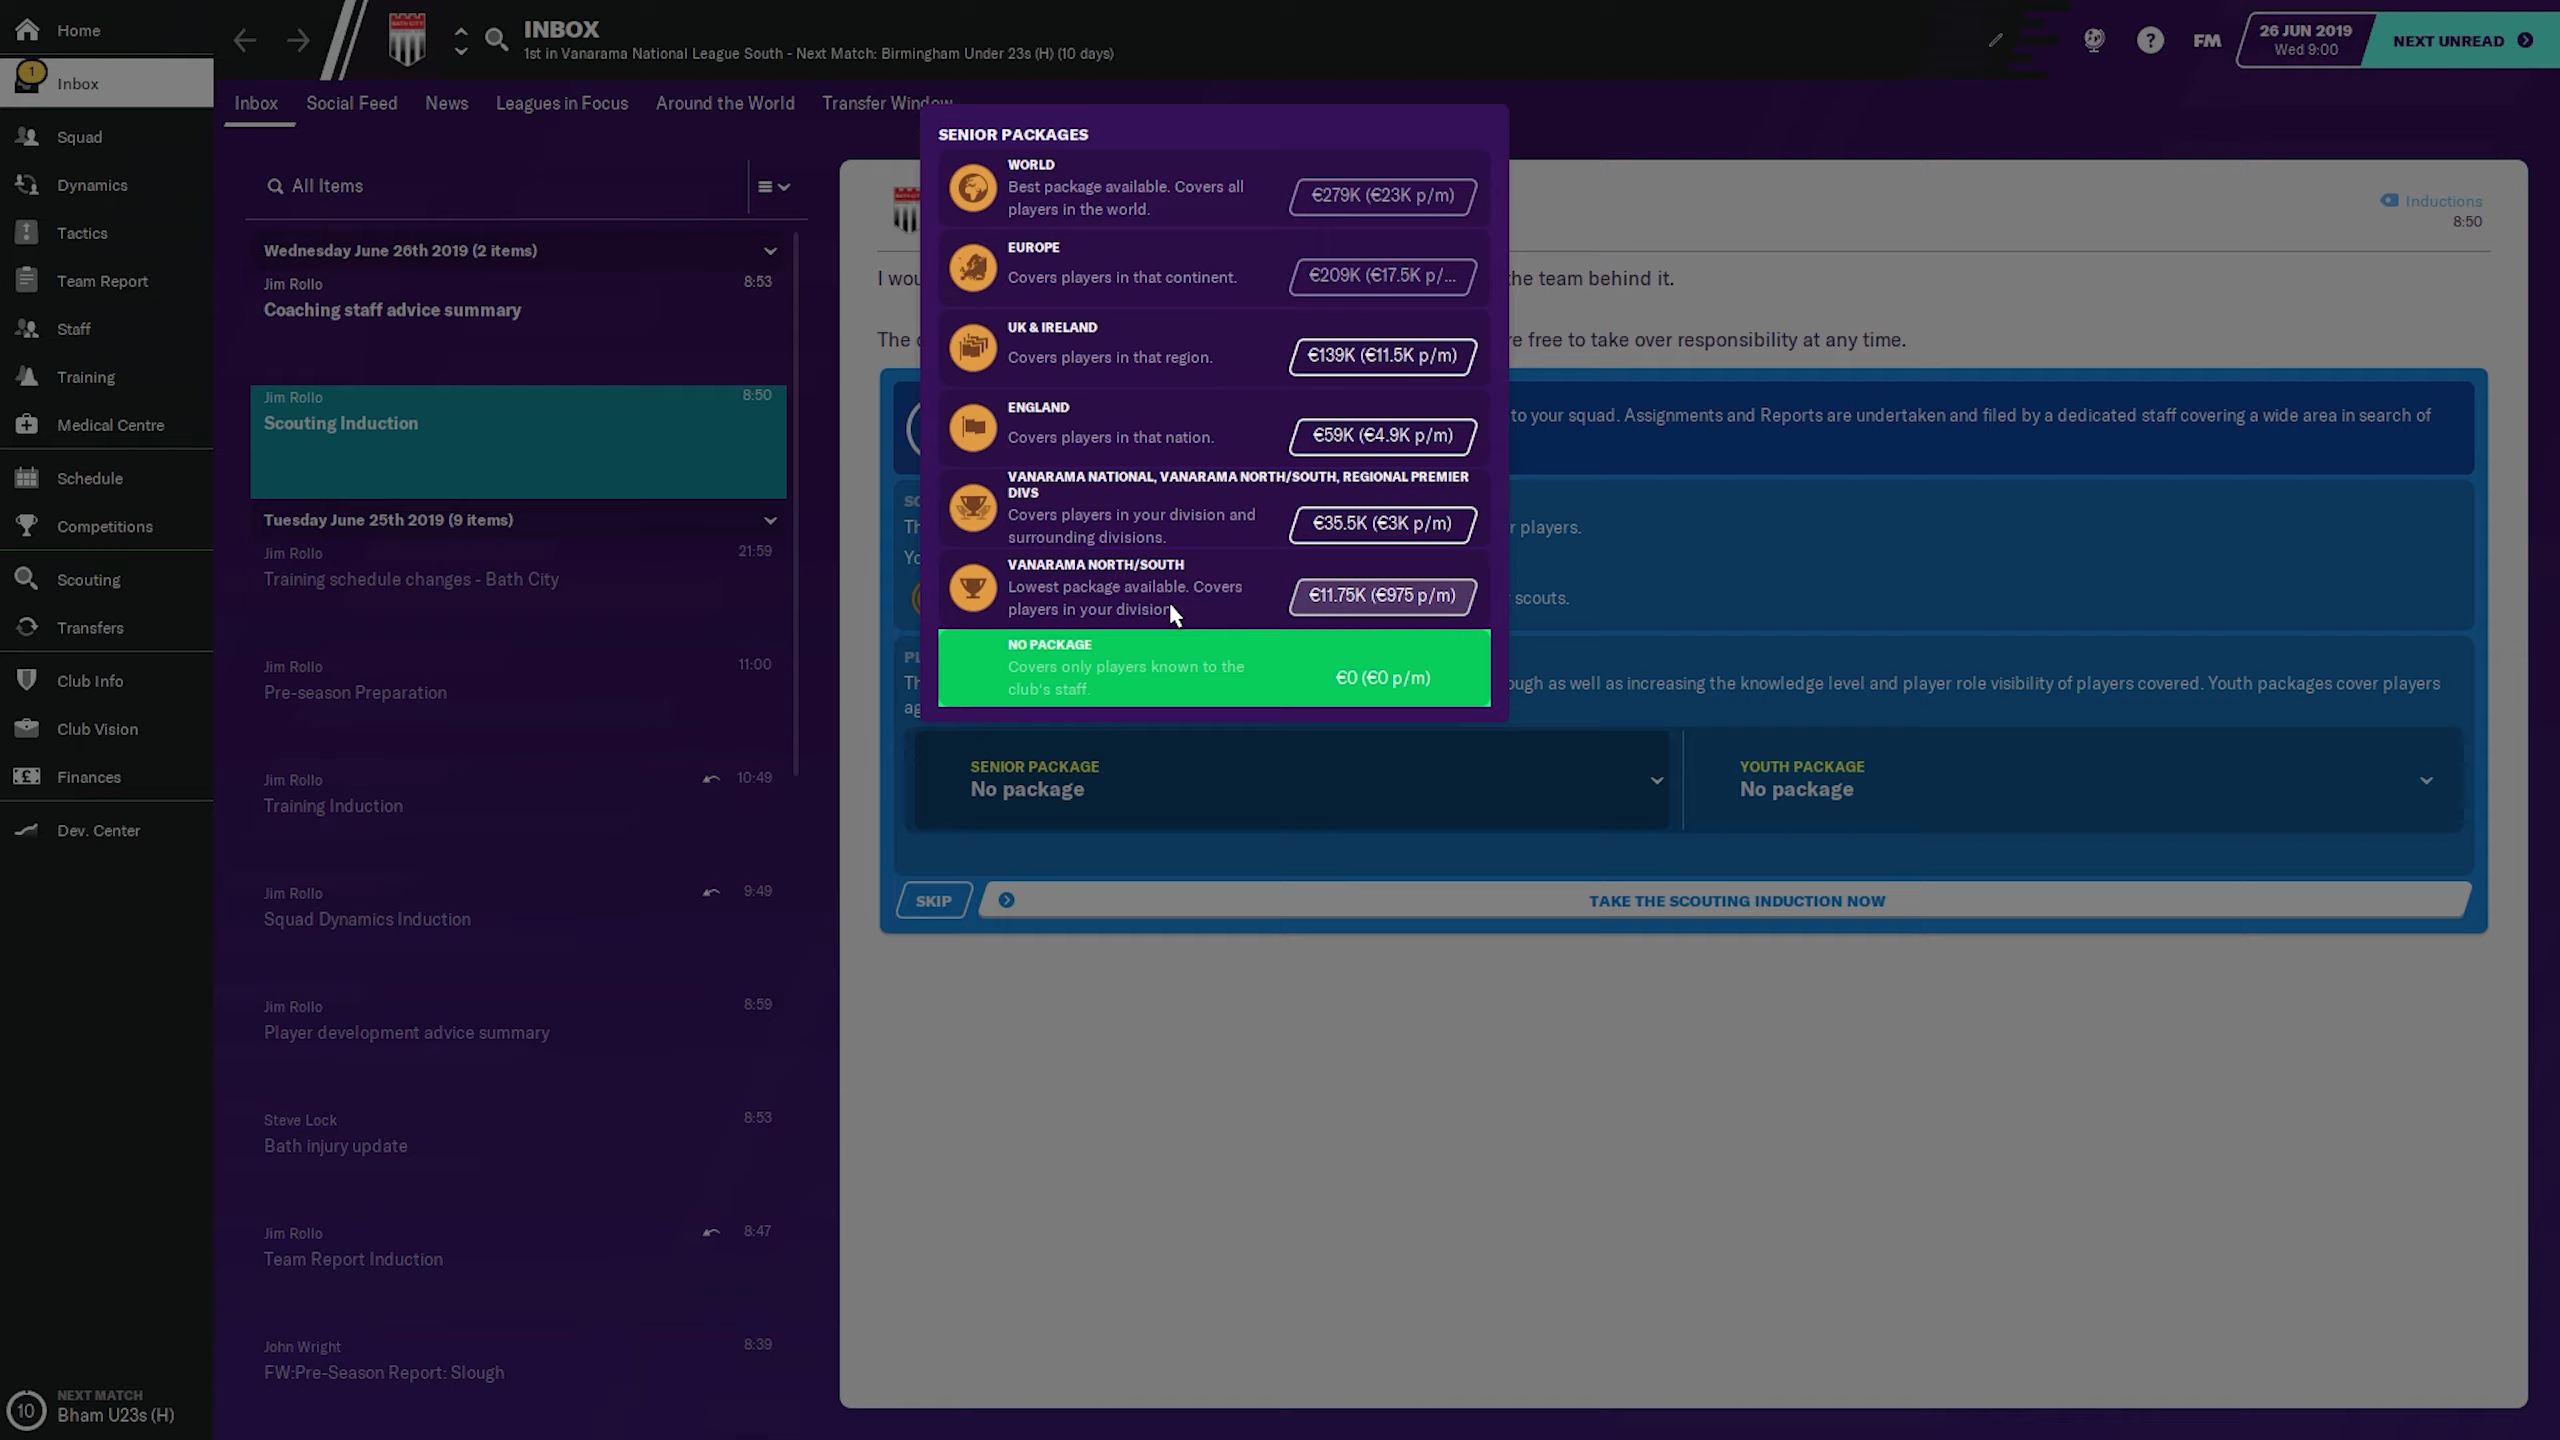 Home
Inbox
1
Squad
Dynamics
Tactics
Team Report
Staff
Training
Medical Centre
Schedule
Competitions
Scouting
Transfers
Club Info
Club Vision
Finances
Dev. Center
NEXT MATCH
10
Bham U23s (H)
BATH CITY
INBOX
1st in Vanarama National League South - Next Match: Birmingham Under 23s (H) (10 days)
?
FM
26 JUN 2019
Wed 9:00
NEXT UNREAD
Inbox
Social Feed
News
Leagues in Focus
Around the World
Transfer Window
All Items
Wednesday June 26th 2019 (2 items)
Jim Rollo
8:53
Coaching staff advice summary
Jim Rollo
8:50
Scouting Induction
Tuesday June 25th 2019 (9 items)
Jim Rollo
21:59
Training schedule changes - Bath City
Jim Rollo
11:00
Pre-season Preparation
Jim Rollo
10:49
Training Induction
Jim Rollo
9:49
Squad Dynamics Induction
Jim Rollo
8:59
Player development advice summary
Steve Lock
8:53
Bath injury update
Jim Rollo
8:47
Team Report Induction
John Wright
8:39
FW:Pre-Season Report: Slough
SENIOR PACKAGES
WORLD
Best package available. Covers all
players in the world.
€279K (€23K p/m)
EUROPE
Covers players in that continent.
€209K (€17.5K p/...
UK & IRELAND
Covers players in that region.
€139K (€11.5K p/m)
ENGLAND
Covers players in that nation.
€59K (€4.9K p/m)
VANARAMA NATIONAL, VANARAMA NORTH/SOUTH, REGIONAL PREMIER
DIVS
Covers players in your division and
surrounding divisions.
€35.5K (€3K p/m)
VANARAMA NORTH/SOUTH
Lowest package available. Covers
players in your division
€11.75K (€975 p/m)
NO PACKAGE
Covers only players known to the
club's staff.
€0 (€0 p/m)
Inductions
8:50
I wou
the team behind it.
The
re free to take over responsibility at any time.
to your squad. Assignments and Reports are undertaken and filed by a dedicated staff covering a wide area in search of
r players.
scouts.
ough as well as increasing the knowledge level and player role visibility of players covered. Youth packages cover players
ag
SENIOR PACKAGE
No package
YOUTH PACKAGE
No package
SKIP
TAKE THE SCOUTING INDUCTION NOW